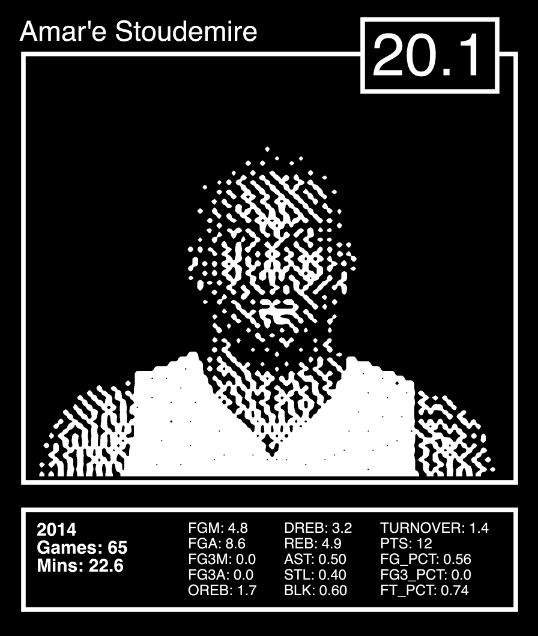 Amar'e Stoudemire
20.1
2014
Games: 65
Mins: 22.6
FGM: 4.8
FGA: 8.6
FG3M: 0.0
FG3A: 0.0
OREB: 1.7
DREB: 3.2
REB: 4.9
AST: 0.50
STL: 0.40
BLK: 0.60
TURNOVER: 1.4
PTS: 12
FG_PCT: 0.56
FG3_PCT: 0.0
FT_PCT: 0.74